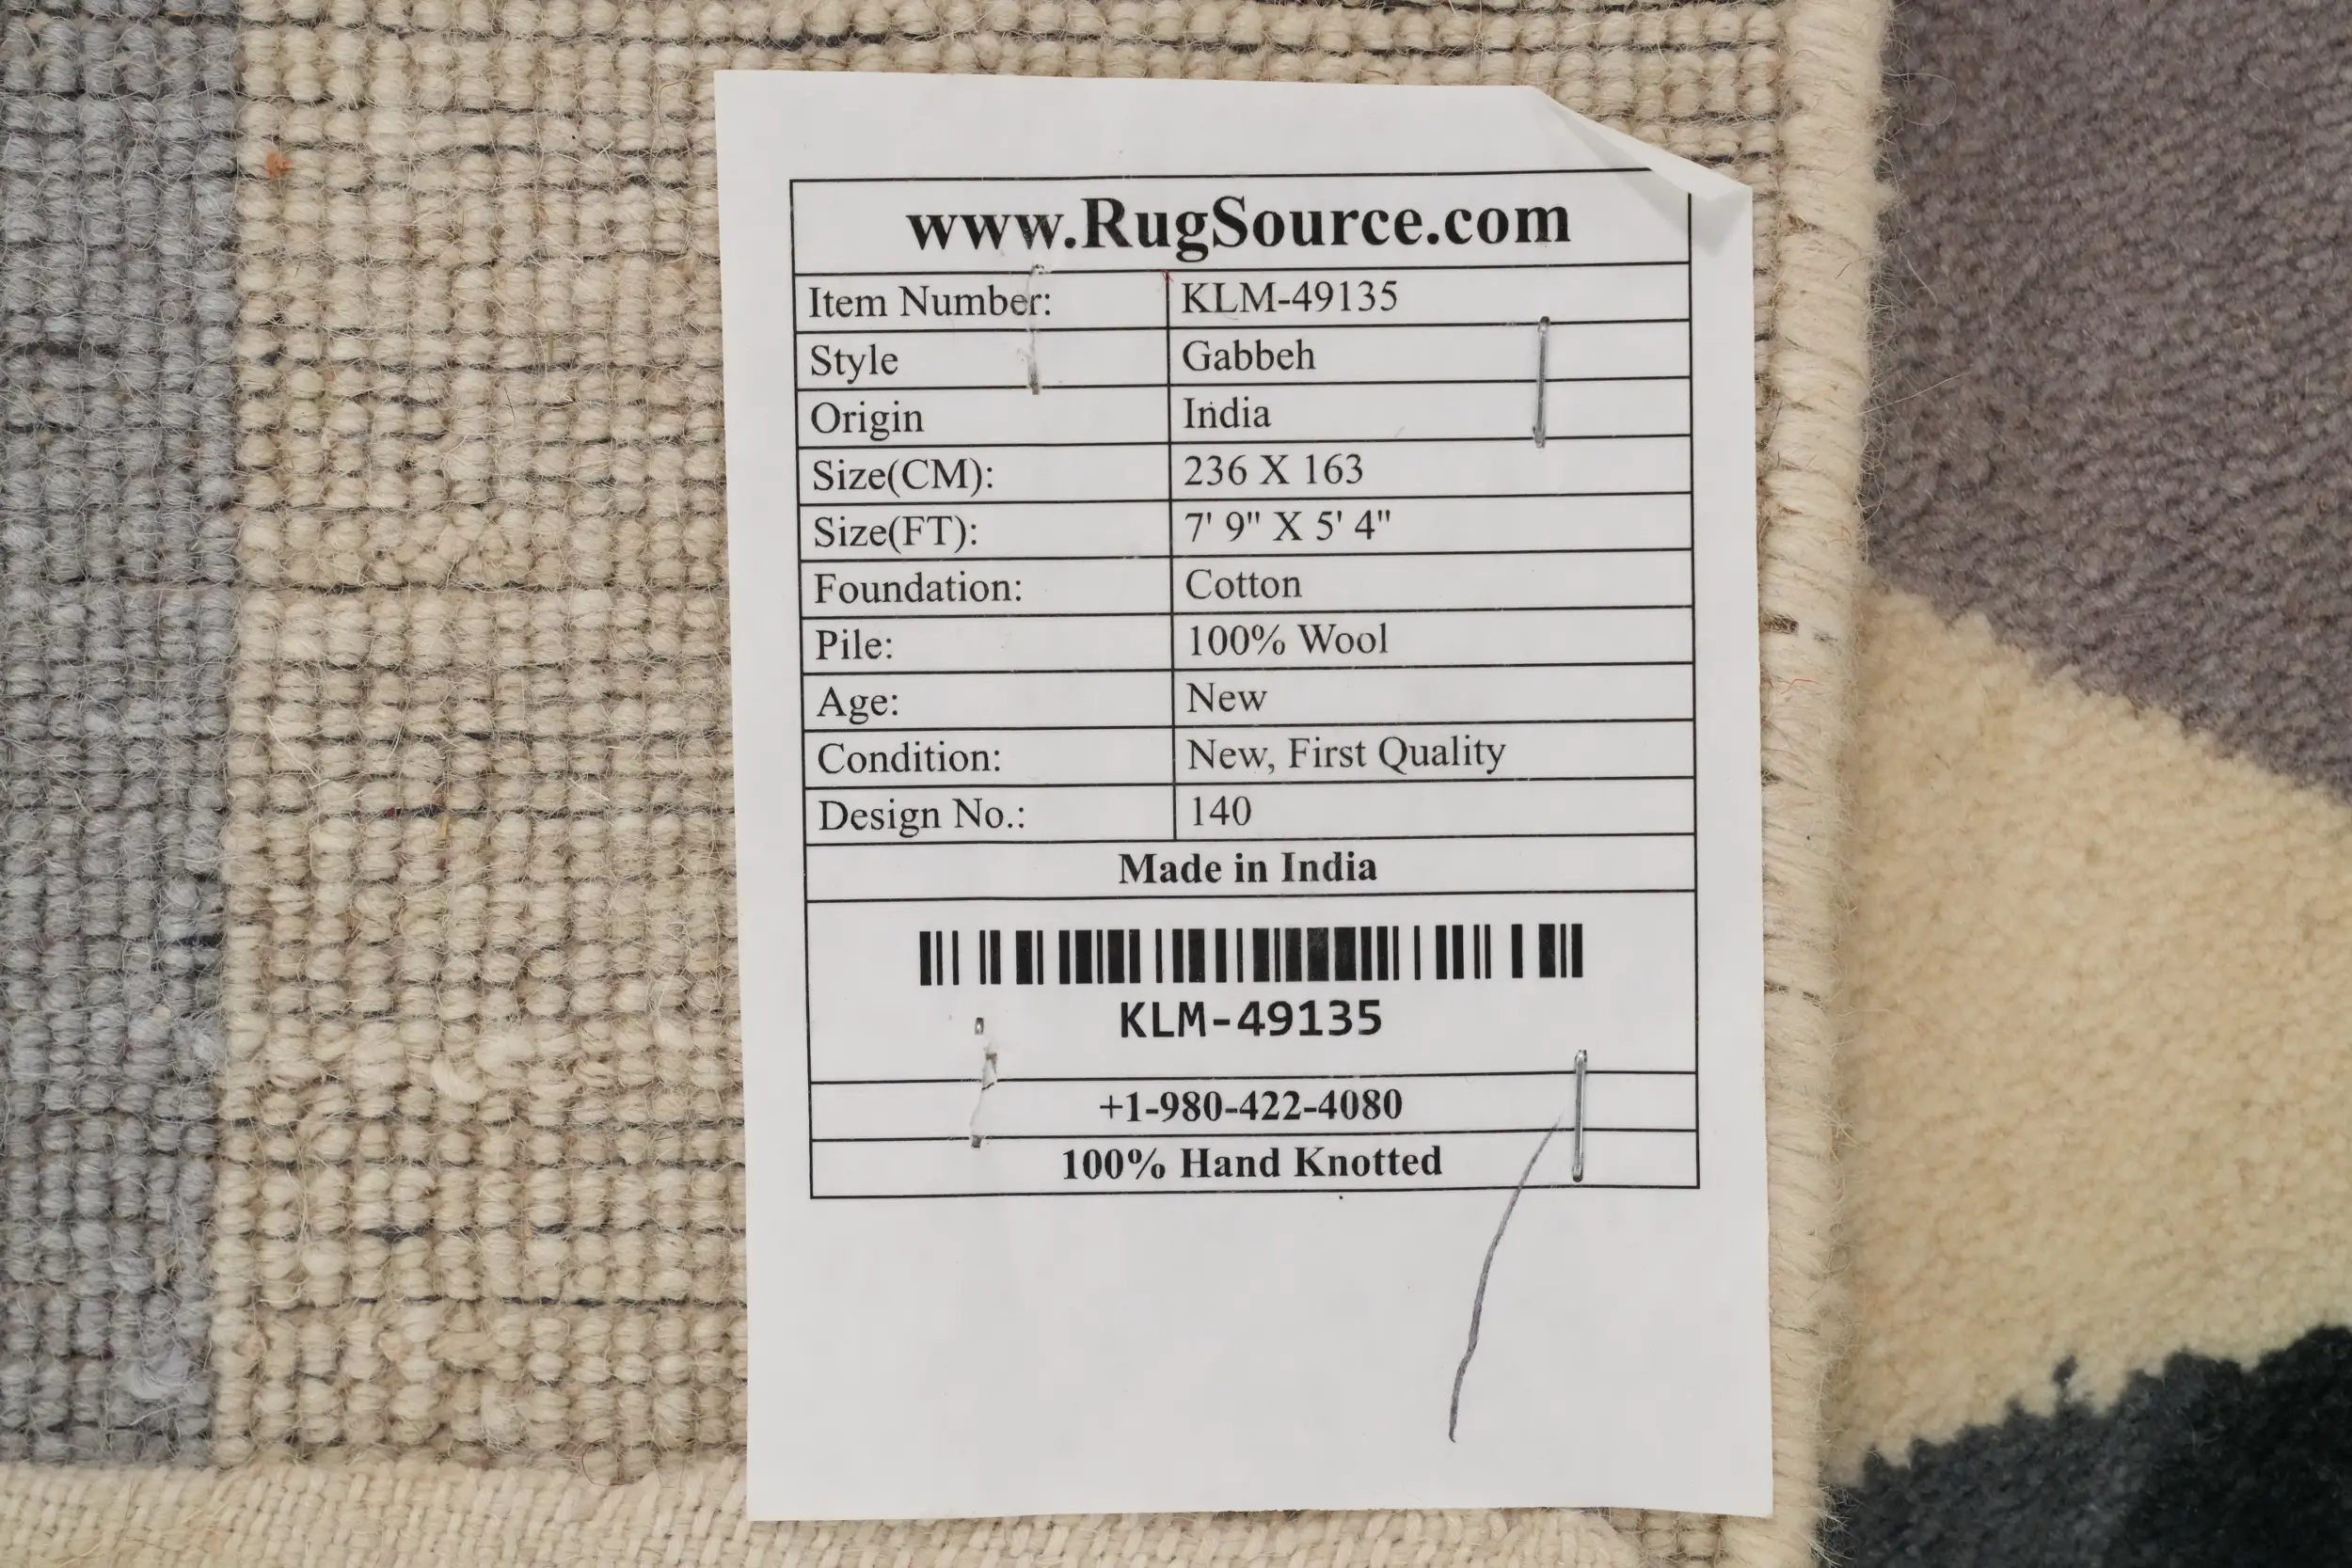 www.RugSource.com
Item Number: KLM-49135
Style Gabbeh
Origin India
Size(CM): 236 X 163
Size(FT): 7' 9" X 5' 4"
Foundation: Cotton
Pile: 100% Wool
Age: New
Condition: New, First Quality
Design No.: 140
Made in India
KLM-49135
+1-980-422-4080
100% Hand Knotted